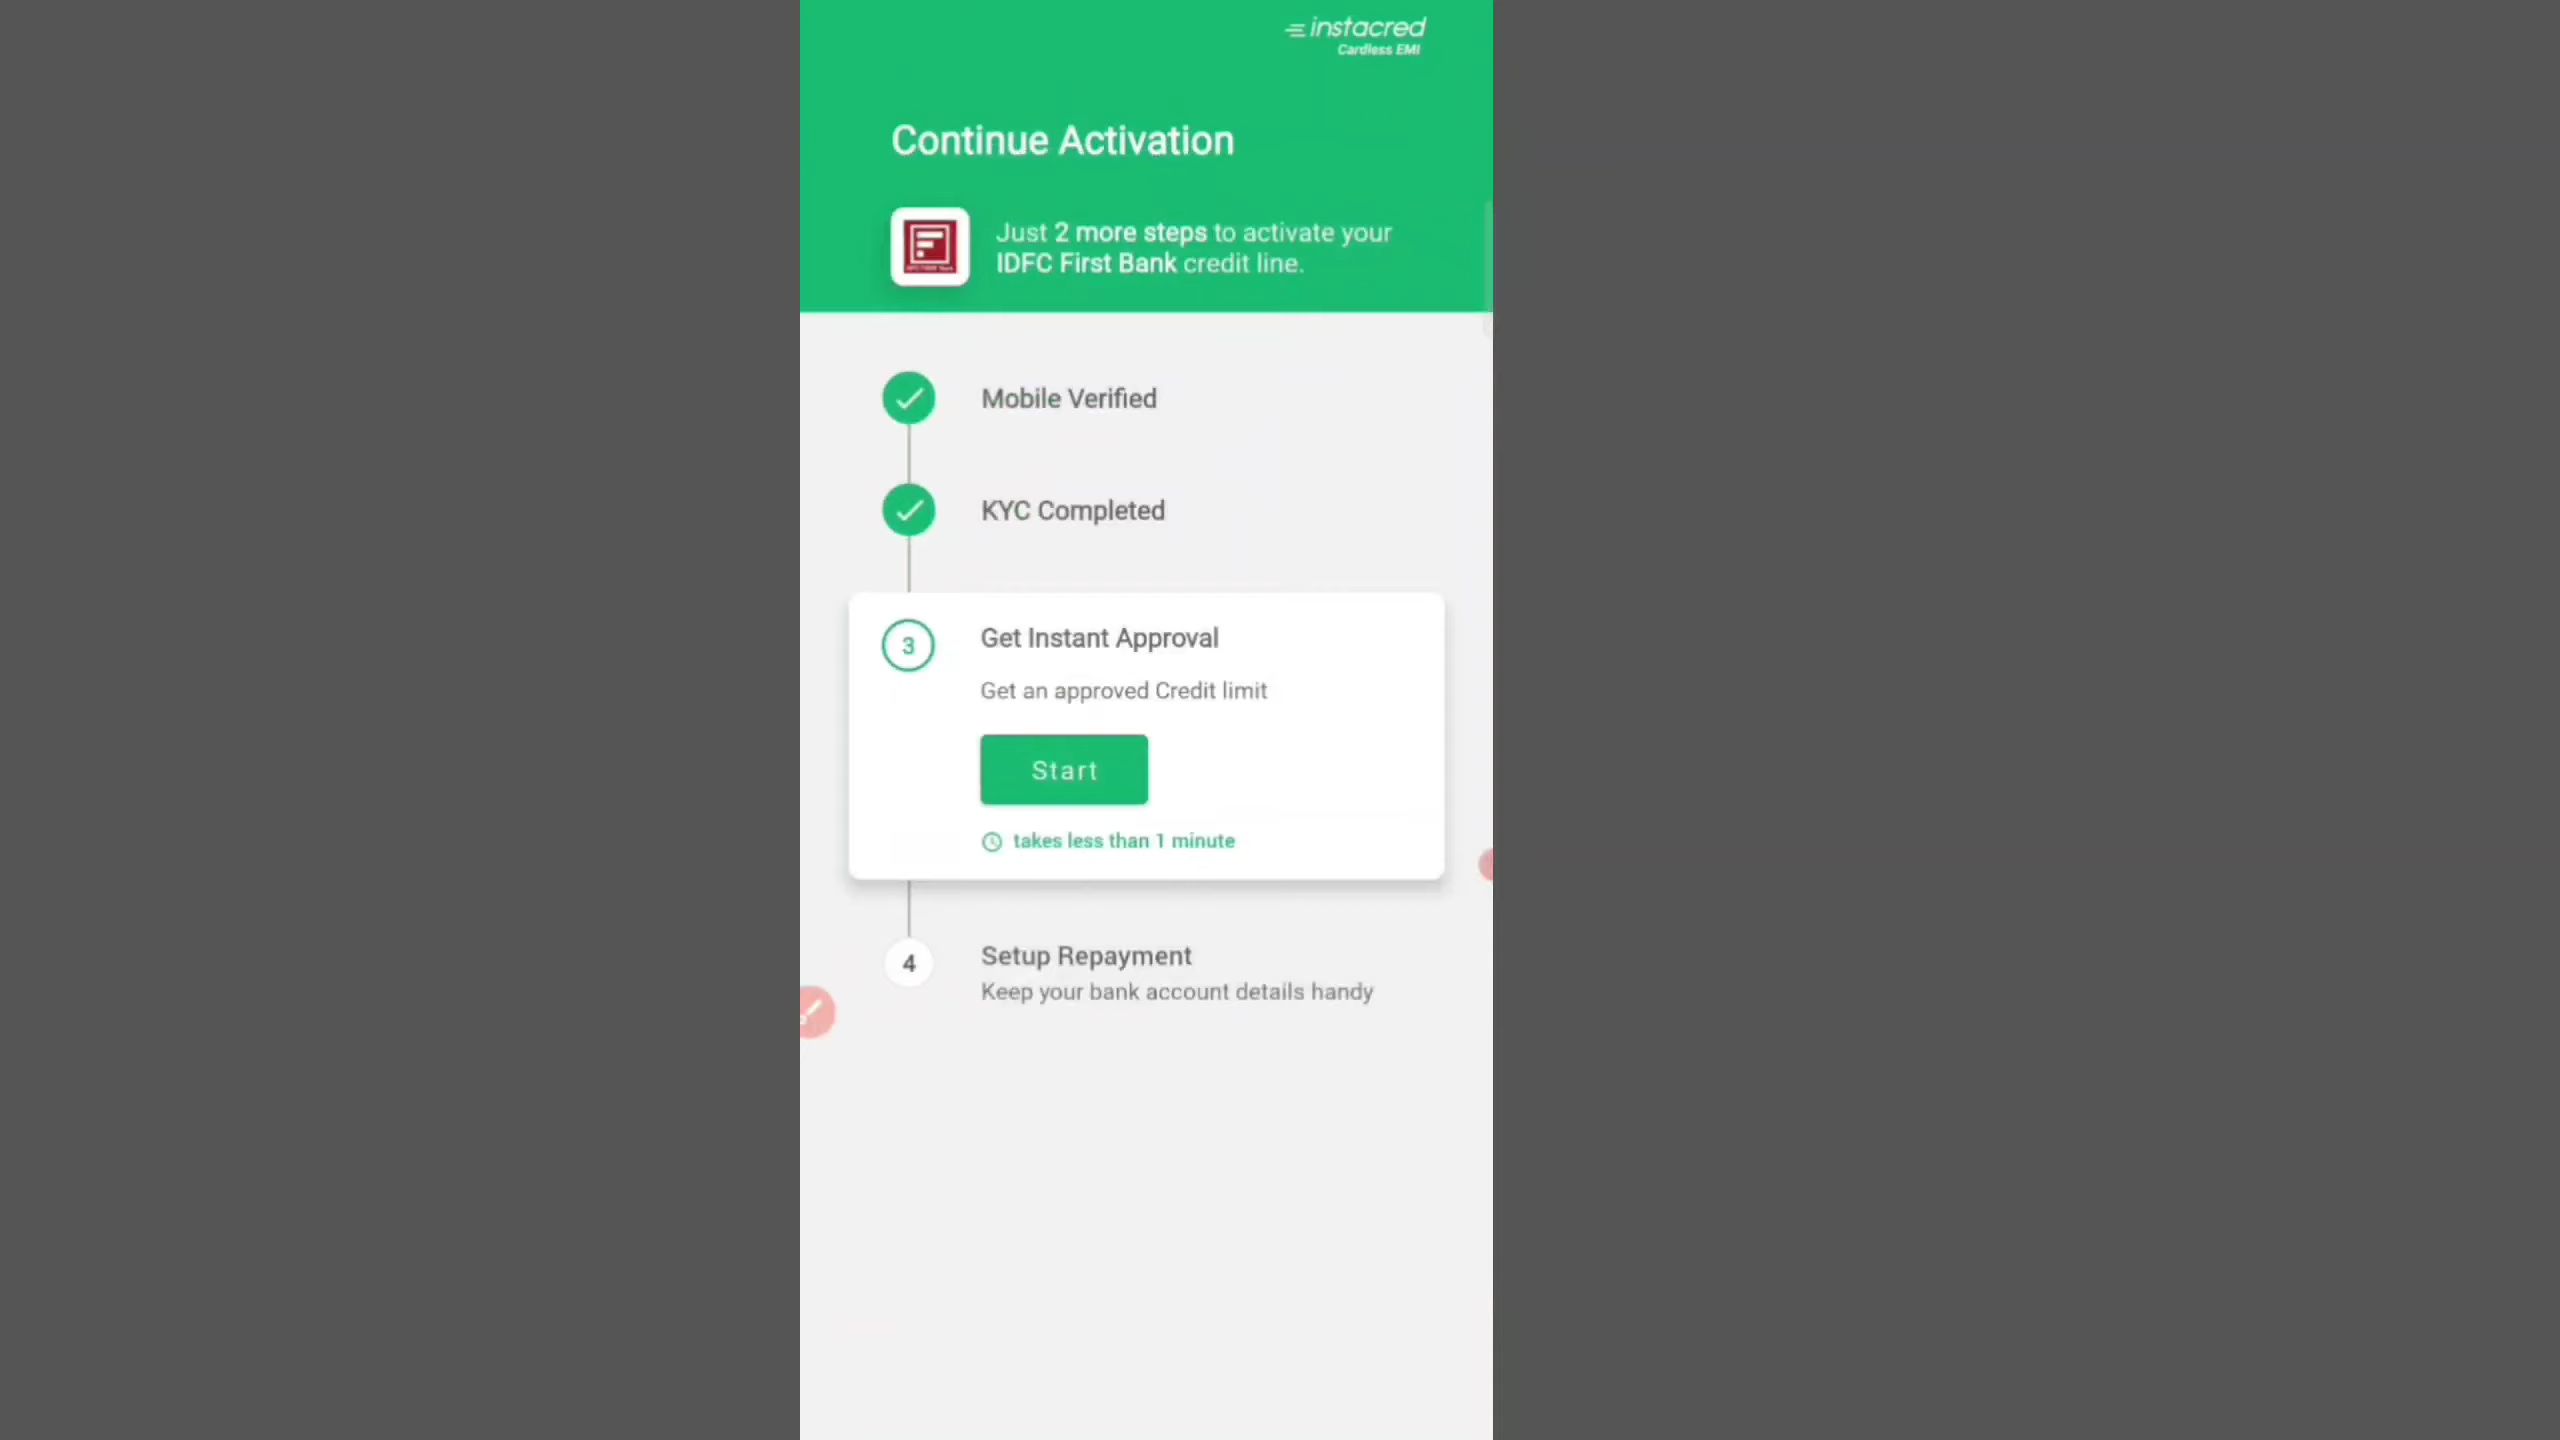 instacred
Cardless EMI
Continue Activation
Just 2 more steps to activate your
IDFC First Bank credit line.
Mobile Verified
KYC Completed
3
Get Instant Approval
Get an approved Credit limit
Start
takes less than 1 minute
4
Setup Repayment
Keep your bank account details handy